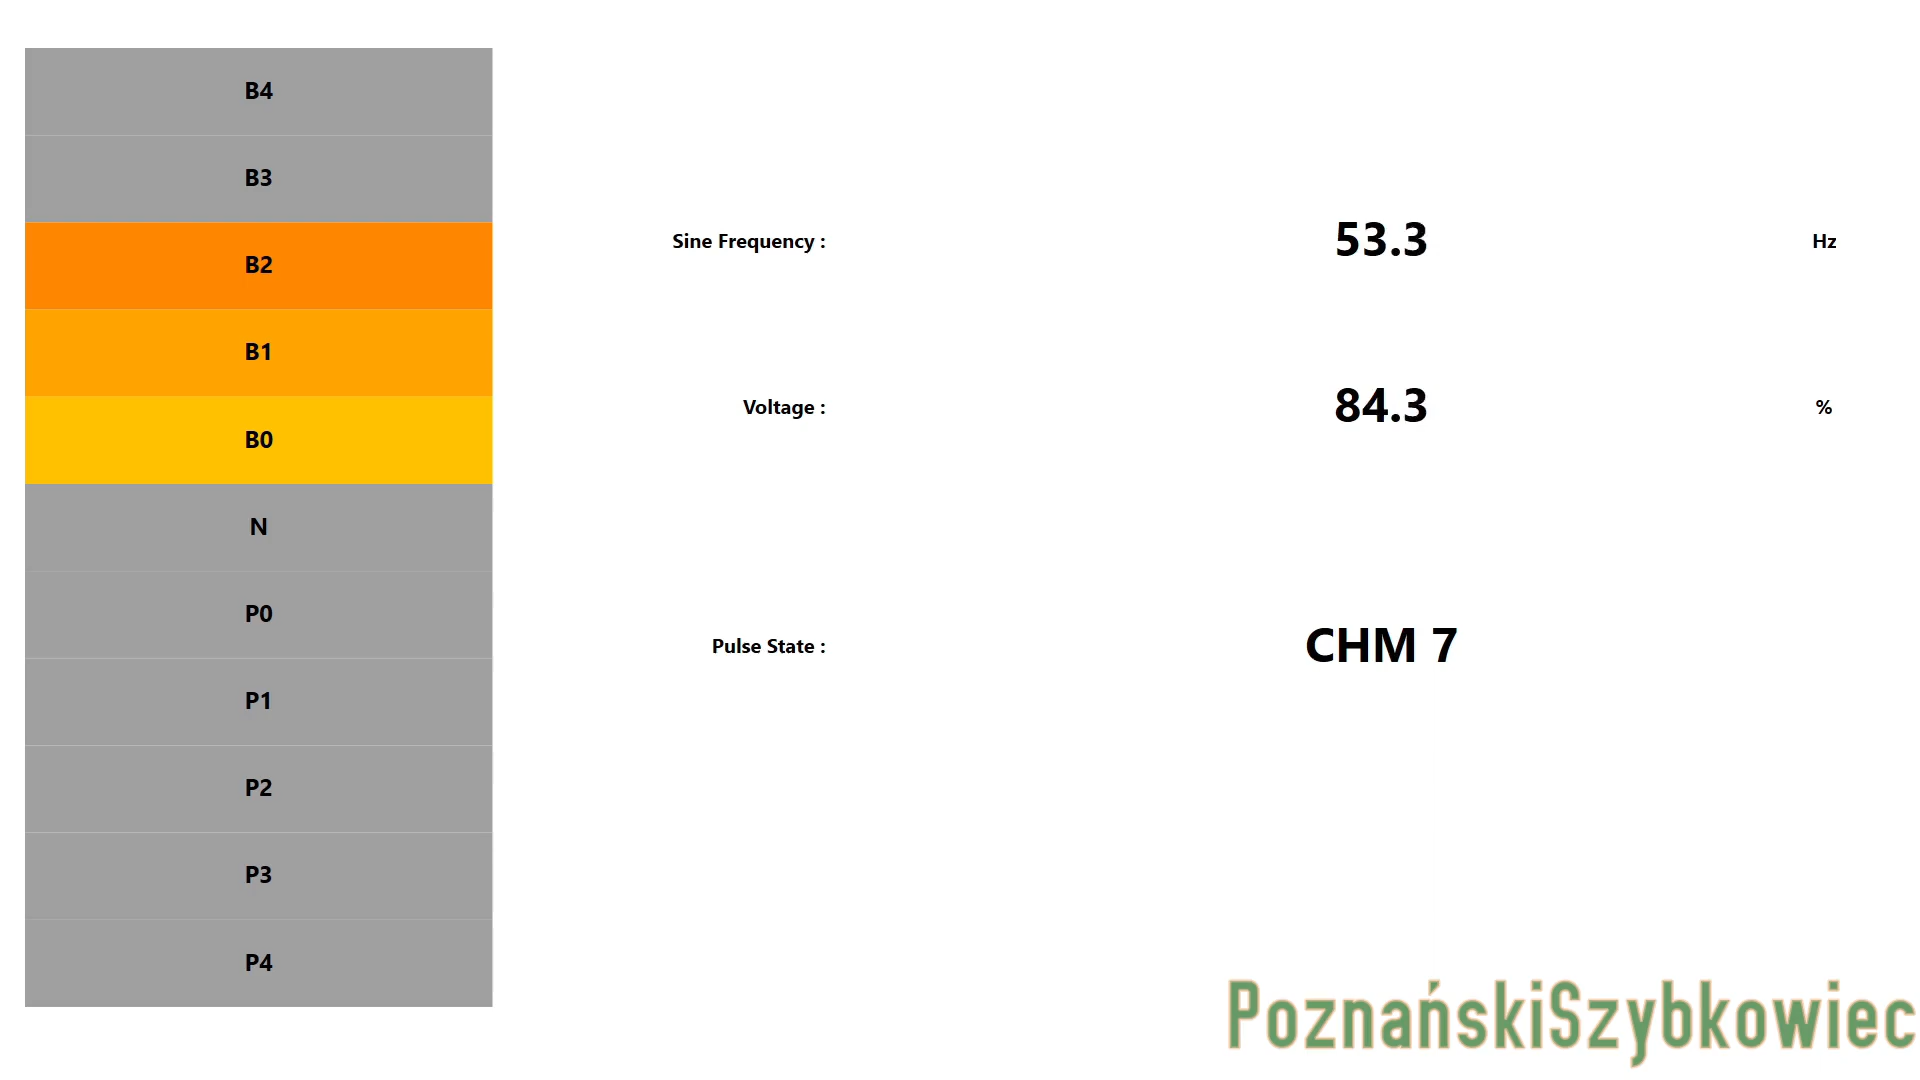 B4
B3
B2
B1
B0
N
P0
P1
P2
P3
P4
Sine Frequency : 53.3 Hz
Voltage : 84.3 %
Pulse State : CHM 7
PoznańskiSzybkowiec